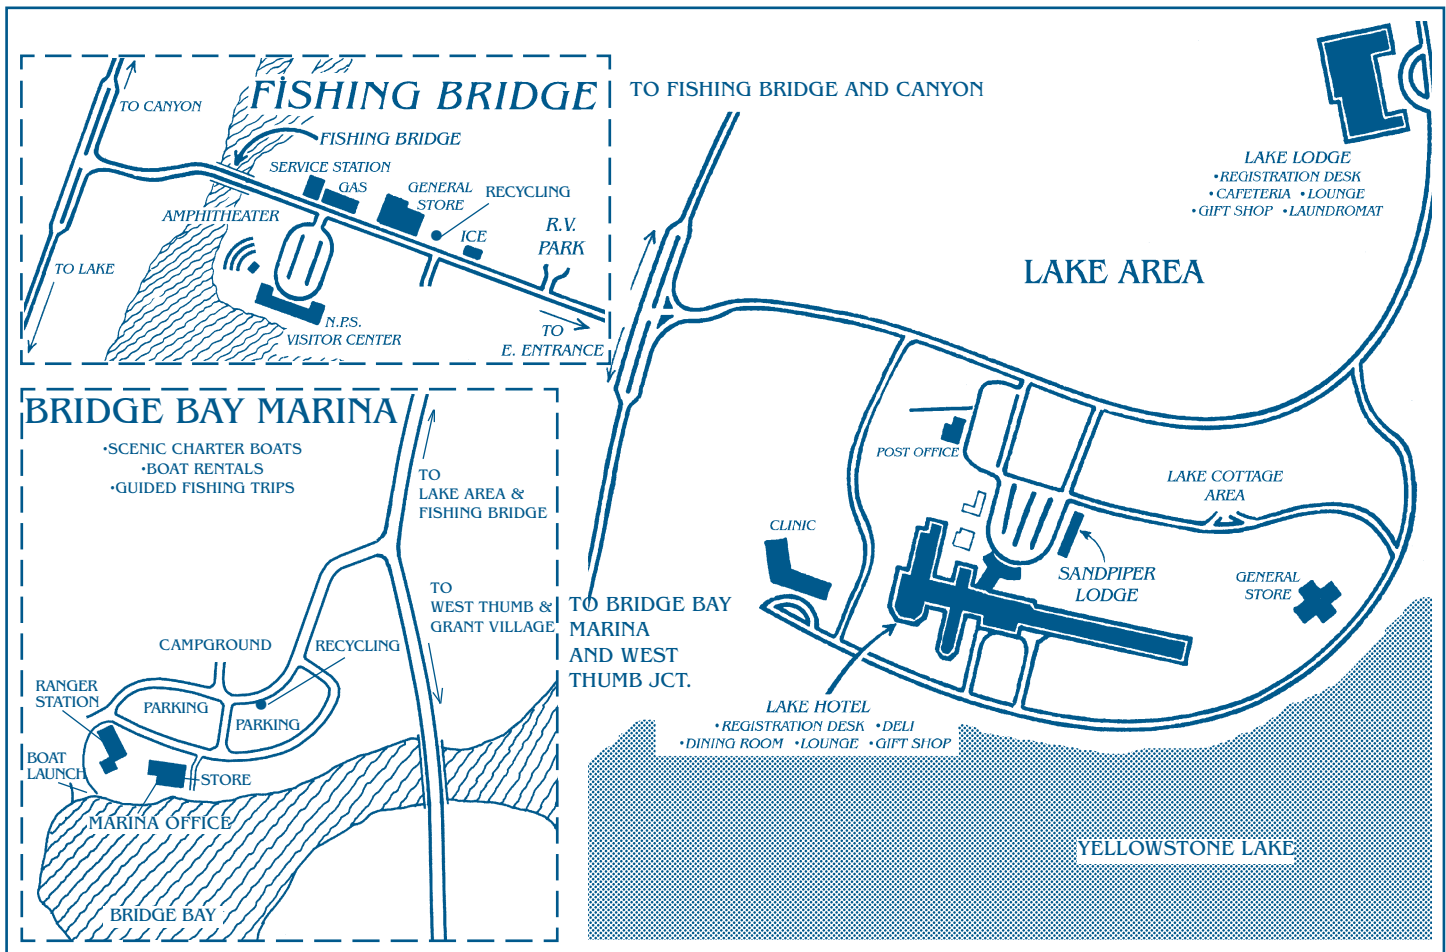 FISHING BRIDGE
TO CANYON
FISHING BRIDGE
SERVICE STATION
GAS
GENERAL
STORE
RECYCLING
AMPHITHEATER
ICE
R.V.
PARK
TO LAKE
N.P.S.
VISITOR CENTER
TO
E. ENTRANCE
BRIDGE BAY MARINA
•SCENIC CHARTER BOATS
•BOAT RENTALS
•GUIDED FISHING TRIPS
TO
LAKE AREA &
FISHING BRIDGE
TO
WEST THUMB &
GRANT VILLAGE
CAMPGROUND
RECYCLING
RANGER
STATION
PARKING
PARKING
BOAT
LAUNCH
STORE
MARINA OFFICE
BRIDGE BAY
TO FISHING BRIDGE AND CANYON
LAKE LODGE
•REGISTRATION DESK
•CAFETERIA •LOUNGE
•GIFT SHOP •LAUNDROMAT
LAKE AREA
POST OFFICE
LAKE COTTAGE
AREA
CLINIC
SANDPIPER
LODGE
GENERAL
STORE
TO BRIDGE BAY
MARINA
AND WEST
THUMB JCT.
LAKE HOTEL
•REGISTRATION DESK •DELI
•DINING ROOM •LOUNGE •GIFT SHOP
YELLOWSTONE LAKE